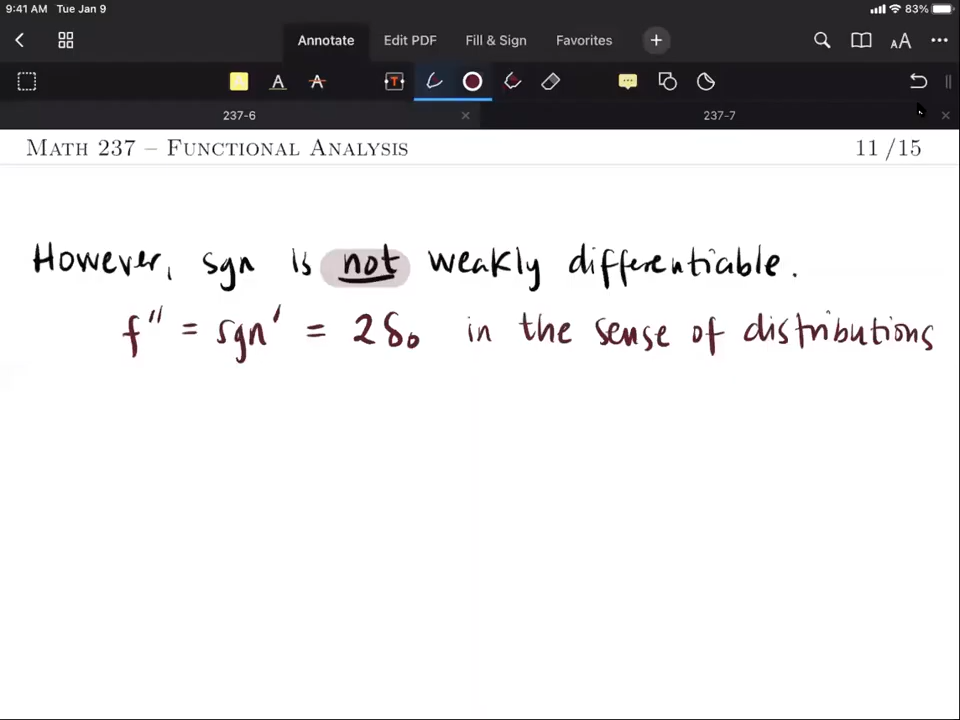 9:41 AM Tue Jan 9 83%
Annotate Edit PDF Fill & Sign Favorites
237-6 237-7
MATH 237 – FUNCTIONAL ANALYSIS 11/15
However, sgn is not weakly differentiable.
f'' = sgn' = 2δ₀ in the sense of distributions